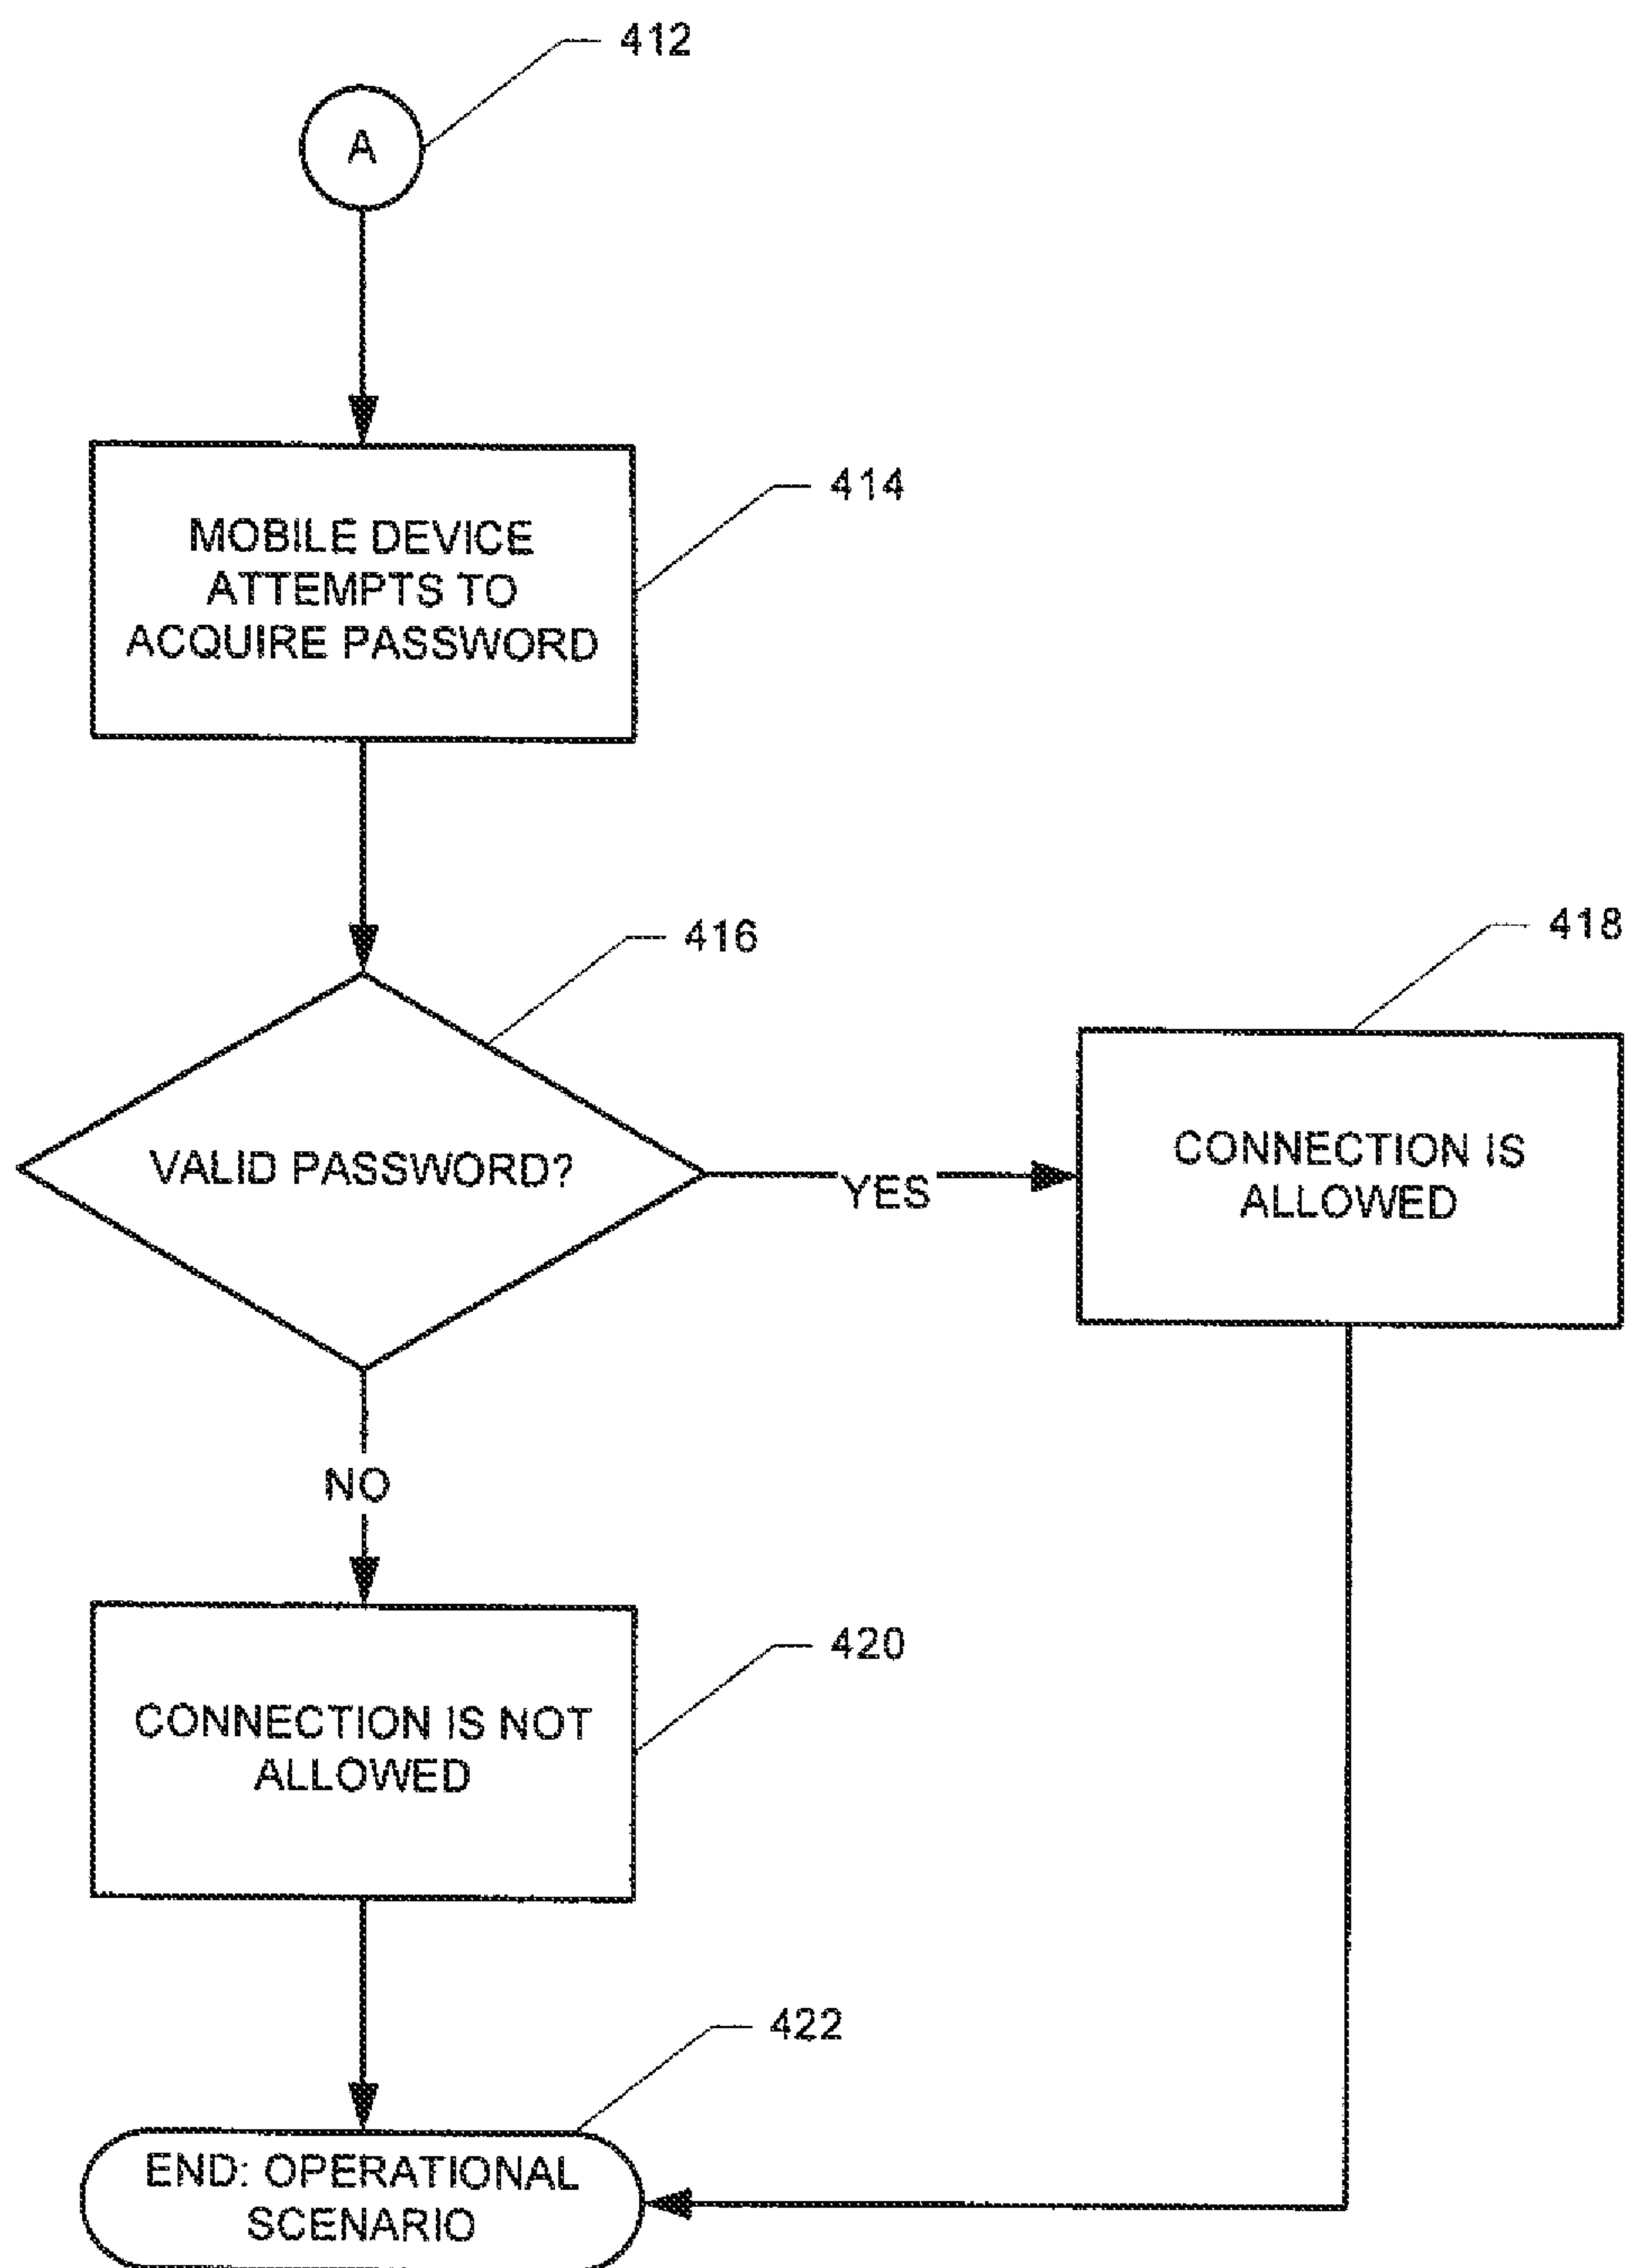 412
A
414
MOBILE DEVICE
ATTEMPTS TO
ACQUIRE PASSWORD
416
VALID PASSWORD?
YES
418
CONNECTION IS
ALLOWED
NO
420
CONNECTION IS NOT
ALLOWED
422
END: OPERATIONAL
SCENARIO